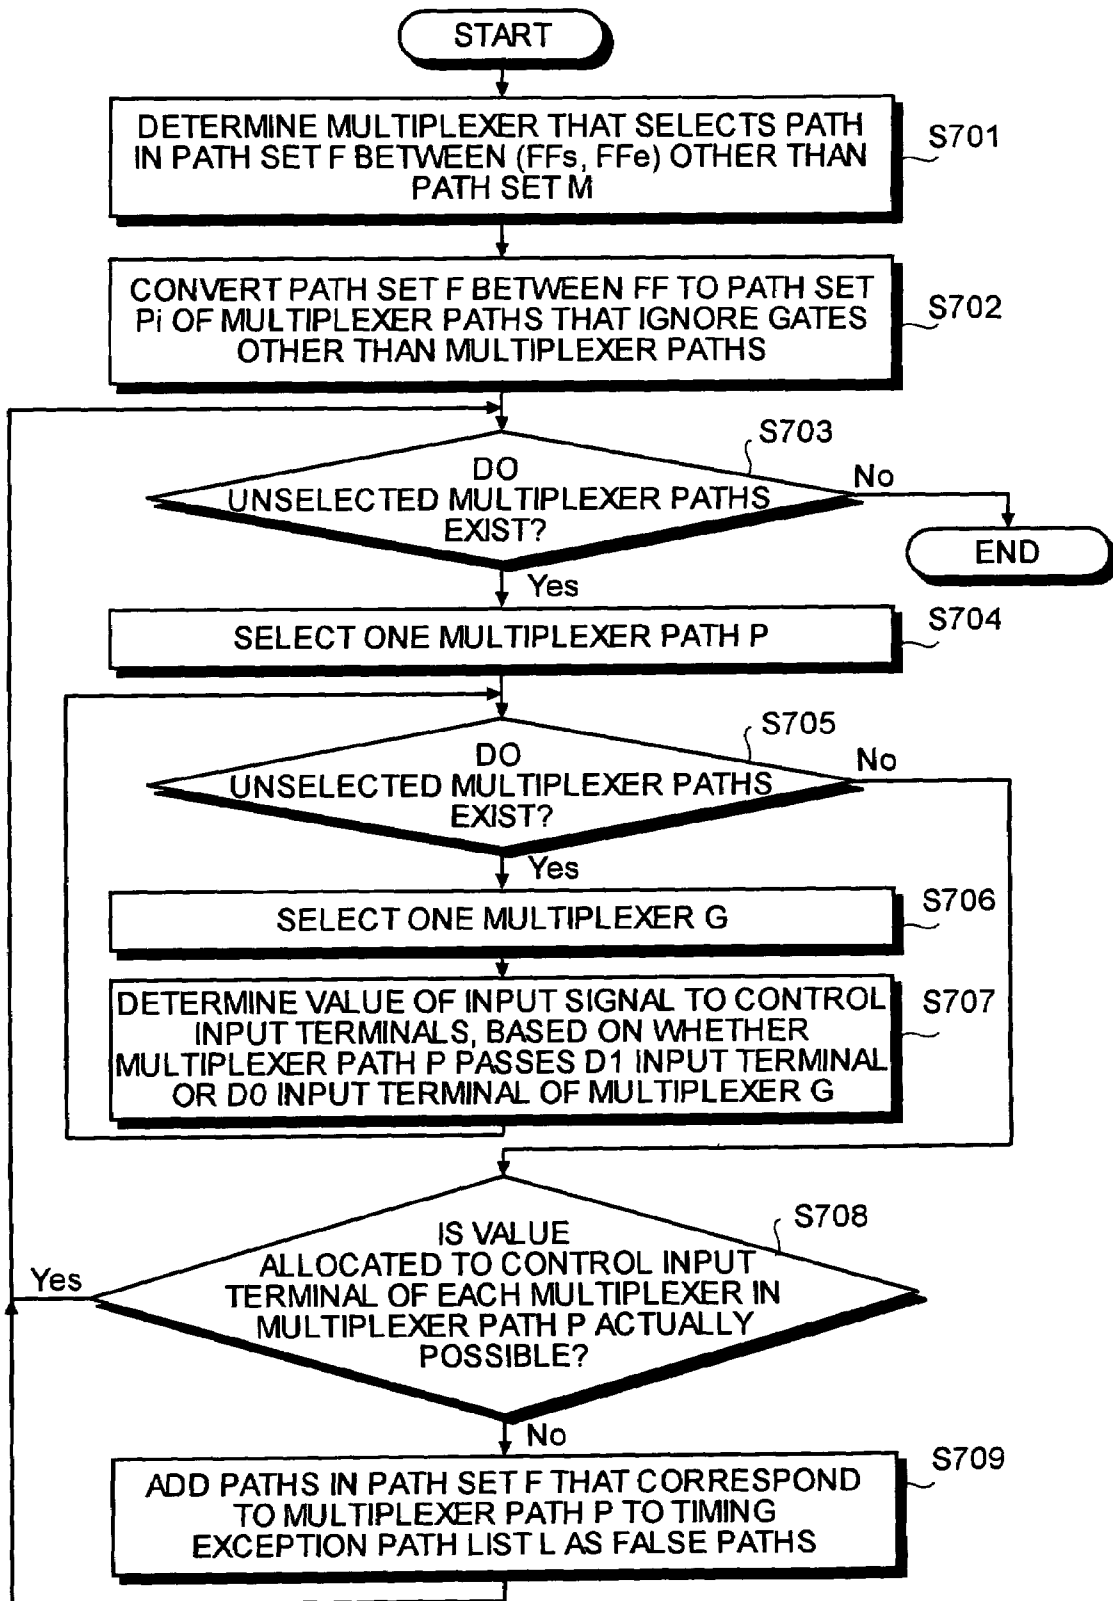 START
DETERMINE MULTIPLEXER THAT SELECTS PATH
IN PATH SET F BETWEEN (FFs, FFe) OTHER THAN
PATH SET M
S701
CONVERT PATH SET F BETWEEN FF TO PATH SET
Pi OF MULTIPLEXER PATHS THAT IGNORE GATES
OTHER THAN MULTIPLEXER PATHS
S702
S703
DO
UNSELECTED MULTIPLEXER PATHS
EXIST?
No
END
Yes
SELECT ONE MULTIPLEXER PATH P
S704
S705
DO
UNSELECTED MULTIPLEXER PATHS
EXIST?
No
Yes
SELECT ONE MULTIPLEXER G
S706
DETERMINE VALUE OF INPUT SIGNAL TO CONTROL
INPUT TERMINALS, BASED ON WHETHER
MULTIPLEXER PATH P PASSES D1 INPUT TERMINAL
OR D0 INPUT TERMINAL OF MULTIPLEXER G
S707
S708
IS VALUE
ALLOCATED TO CONTROL INPUT
TERMINAL OF EACH MULTIPLEXER IN
MULTIPLEXER PATH P ACTUALLY
POSSIBLE?
Yes
No
ADD PATHS IN PATH SET F THAT CORRESPOND
TO MULTIPLEXER PATH P TO TIMING
EXCEPTION PATH LIST L AS FALSE PATHS
S709